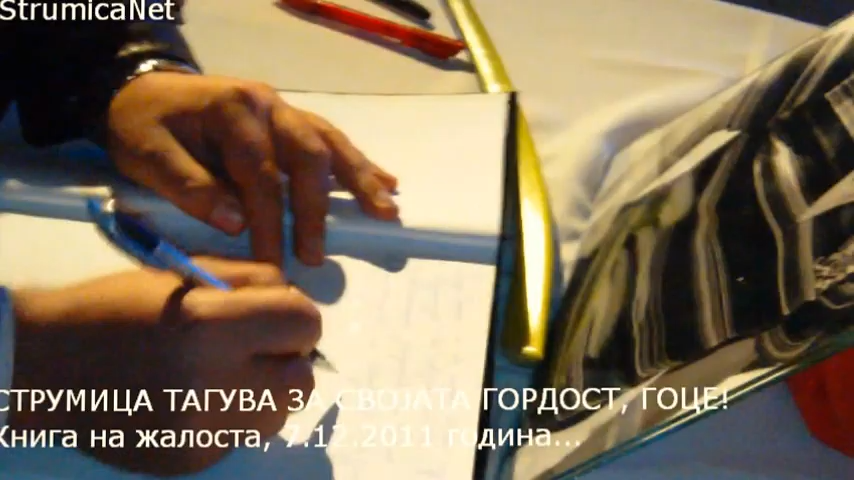 StrumicaNet
СТРУМИЦА ТАГУВА ЗА СВОЈАТА ГОРДОСТ, ГОЦЕ!
Книга на жалоста, 7.12.2011 година...